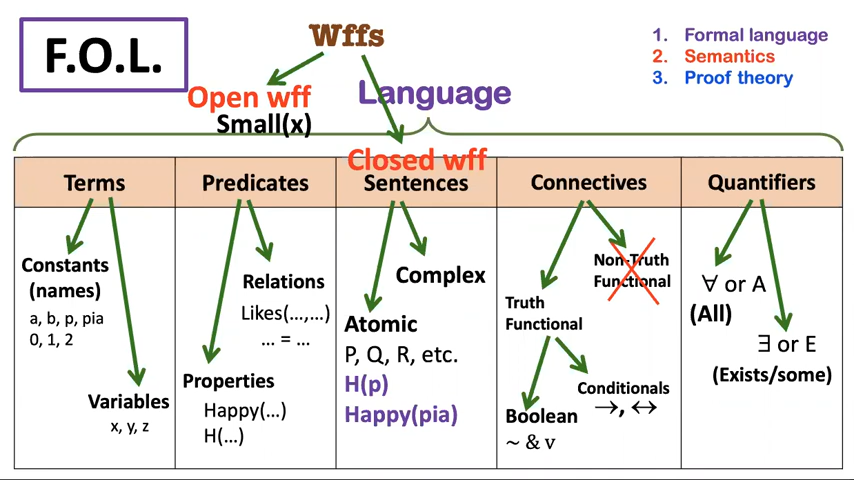 F.O.L.
Wffs
1. Formal language
2. Semantics
3. Proof theory
Open wff
Small(x)
Language
Closed wff
Terms
Predicates
Sentences
Connectives
Quantifiers
Constants
(names)
a, b, p, pia
0, 1, 2
Variables
x, y, z
Relations
Likes(…,…)
… = …
Properties
Happy(…)
H(…)
Complex
Atomic
P, Q, R, etc.
H(p)
Happy(pia)
Non-Truth
Functional
Truth
Functional
Conditionals
→, ↔
Boolean
~ & v
∀ or A
(All)
∃ or E
(Exists/some)